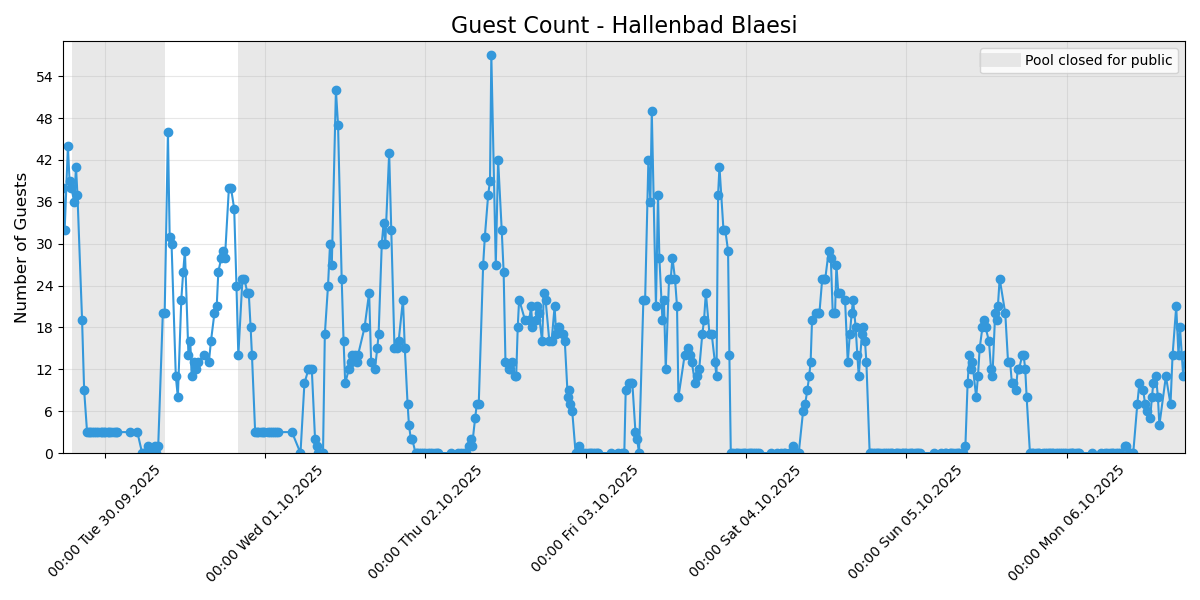 Guest Count - Hallenbad Blaesi
Pool closed for public
Number of Guests
54
48
42
36
30
24
18
12
6
0
00:00 Tue 30.09.2025
00:00 Wed 01.10.2025
00:00 Thu 02.10.2025
00:00 Fri 03.10.2025
00:00 Sat 04.10.2025
00:00 Sun 05.10.2025
00:00 Mon 06.10.2025